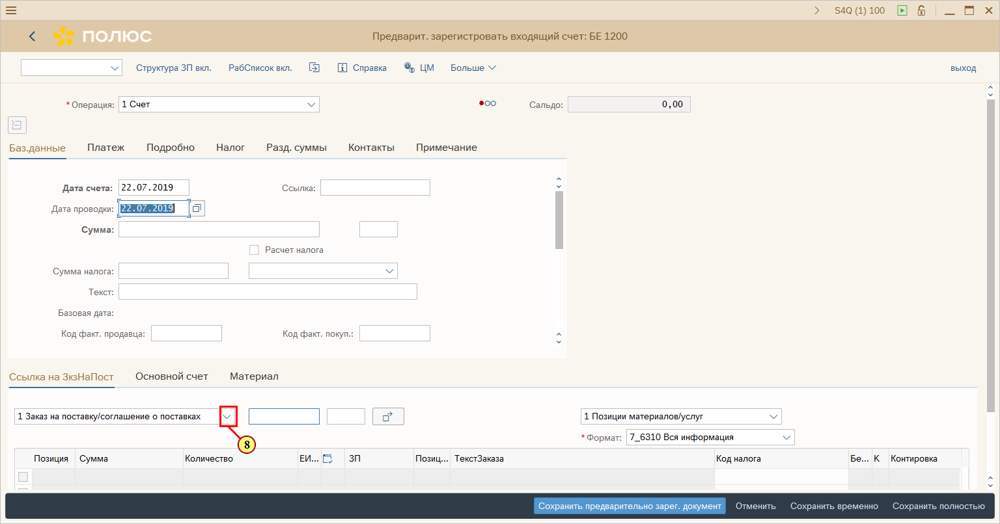 S4Q (1) 100
ПОЛЮС
Предварит. зарегистровать входящий счет: БЕ 1200
Структура ЗП вкл. РабСписок вкл. Справка ЦМ Больше выход
* Операция: 1 Счет Сальдо: 0,00
Баз.данные Платеж Подробно Налог Разд. суммы Контакты Примечание
Дата счета: 22.07.2019 Ссылка:
Дата проводки: 22.07.2019
Сумма:
Расчет налога
Сумма налога:
Текст:
Базовая дата:
Код факт. продавца: Код факт. покуп.:
Ссылка на ЗкзНаПост Основной счет Материал
1 Заказ на поставку/соглашение о поставках 1 Позиции материалов/услуг
* Формат: 7_6310 Вся информация
8
Позиция Сумма Количество ЕИ... ЗП Позиц... ТекстЗаказа Код налога Бе... К Контировка
Сохранить предварительно зарег. документ Отменить Сохранить временно Сохранить полностью